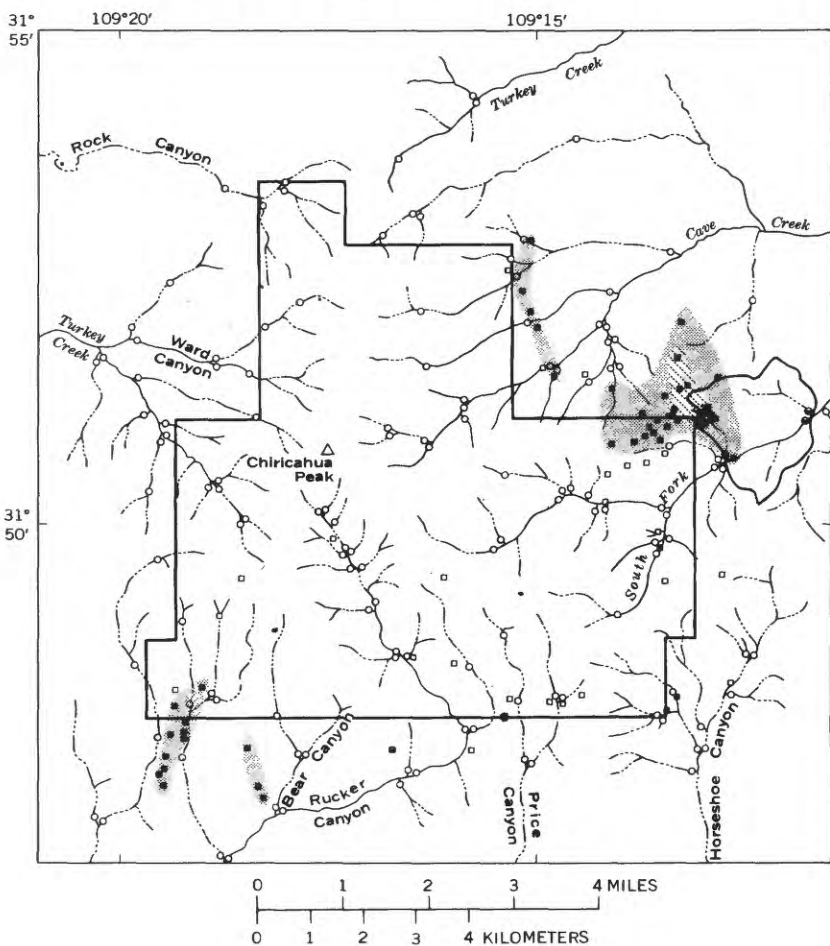 109°20′
109°15′
31°
55′
Turkey Creek
Rock Canyon
Cave Creek
Turkey Creek
Ward Canyon
Chiricahua
Peak
31°
50′
South Fork
Bear Canyon
Rucker
Canyon
Price
Canyon
Horseshoe Canyon
0 1 2 3 4 MILES
0 1 2 3 4 KILOMETERS